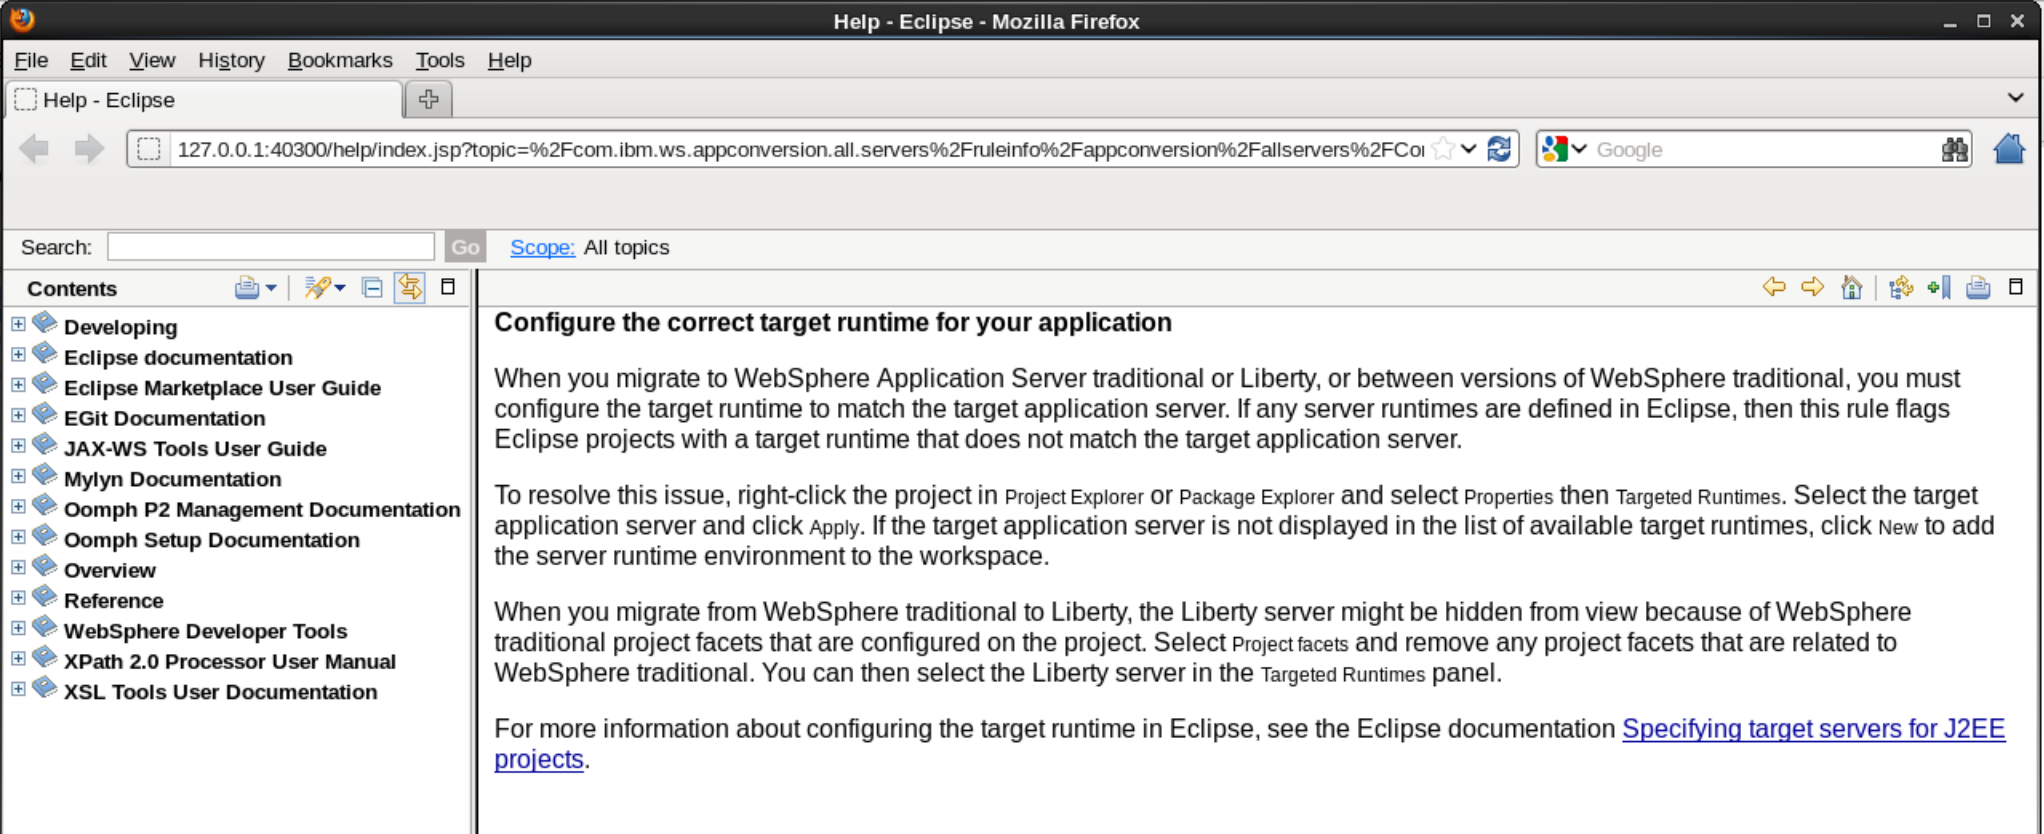 Help - Eclipse - Mozilla Firefox
File Edit View History Bookmarks Tools Help
Help - Eclipse
127.0.0.1:40300/help/index.jsp?topic=%2Fcom.ibm.ws.appconversion.all.servers%2Fruleinfo%2Fappconversion%2Fallservers%2FCo
Google
Search: Go Scope: All topics
Contents
Developing
Eclipse documentation
Eclipse Marketplace User Guide
EGit Documentation
JAX-WS Tools User Guide
Mylyn Documentation
Oomph P2 Management Documentation
Oomph Setup Documentation
Overview
Reference
WebSphere Developer Tools
XPath 2.0 Processor User Manual
XSL Tools User Documentation
Configure the correct target runtime for your application
When you migrate to WebSphere Application Server traditional or Liberty, or between versions of WebSphere traditional, you must
configure the target runtime to match the target application server. If any server runtimes are defined in Eclipse, then this rule flags
Eclipse projects with a target runtime that does not match the target application server.
To resolve this issue, right-click the project in Project Explorer or Package Explorer and select Properties then Targeted Runtimes. Select the target
application server and click Apply. If the target application server is not displayed in the list of available target runtimes, click New to add
the server runtime environment to the workspace.
When you migrate from WebSphere traditional to Liberty, the Liberty server might be hidden from view because of WebSphere
traditional project facets that are configured on the project. Select Project facets and remove any project facets that are related to
WebSphere traditional. You can then select the Liberty server in the Targeted Runtimes panel.
For more information about configuring the target runtime in Eclipse, see the Eclipse documentation Specifying target servers for J2EE
projects.